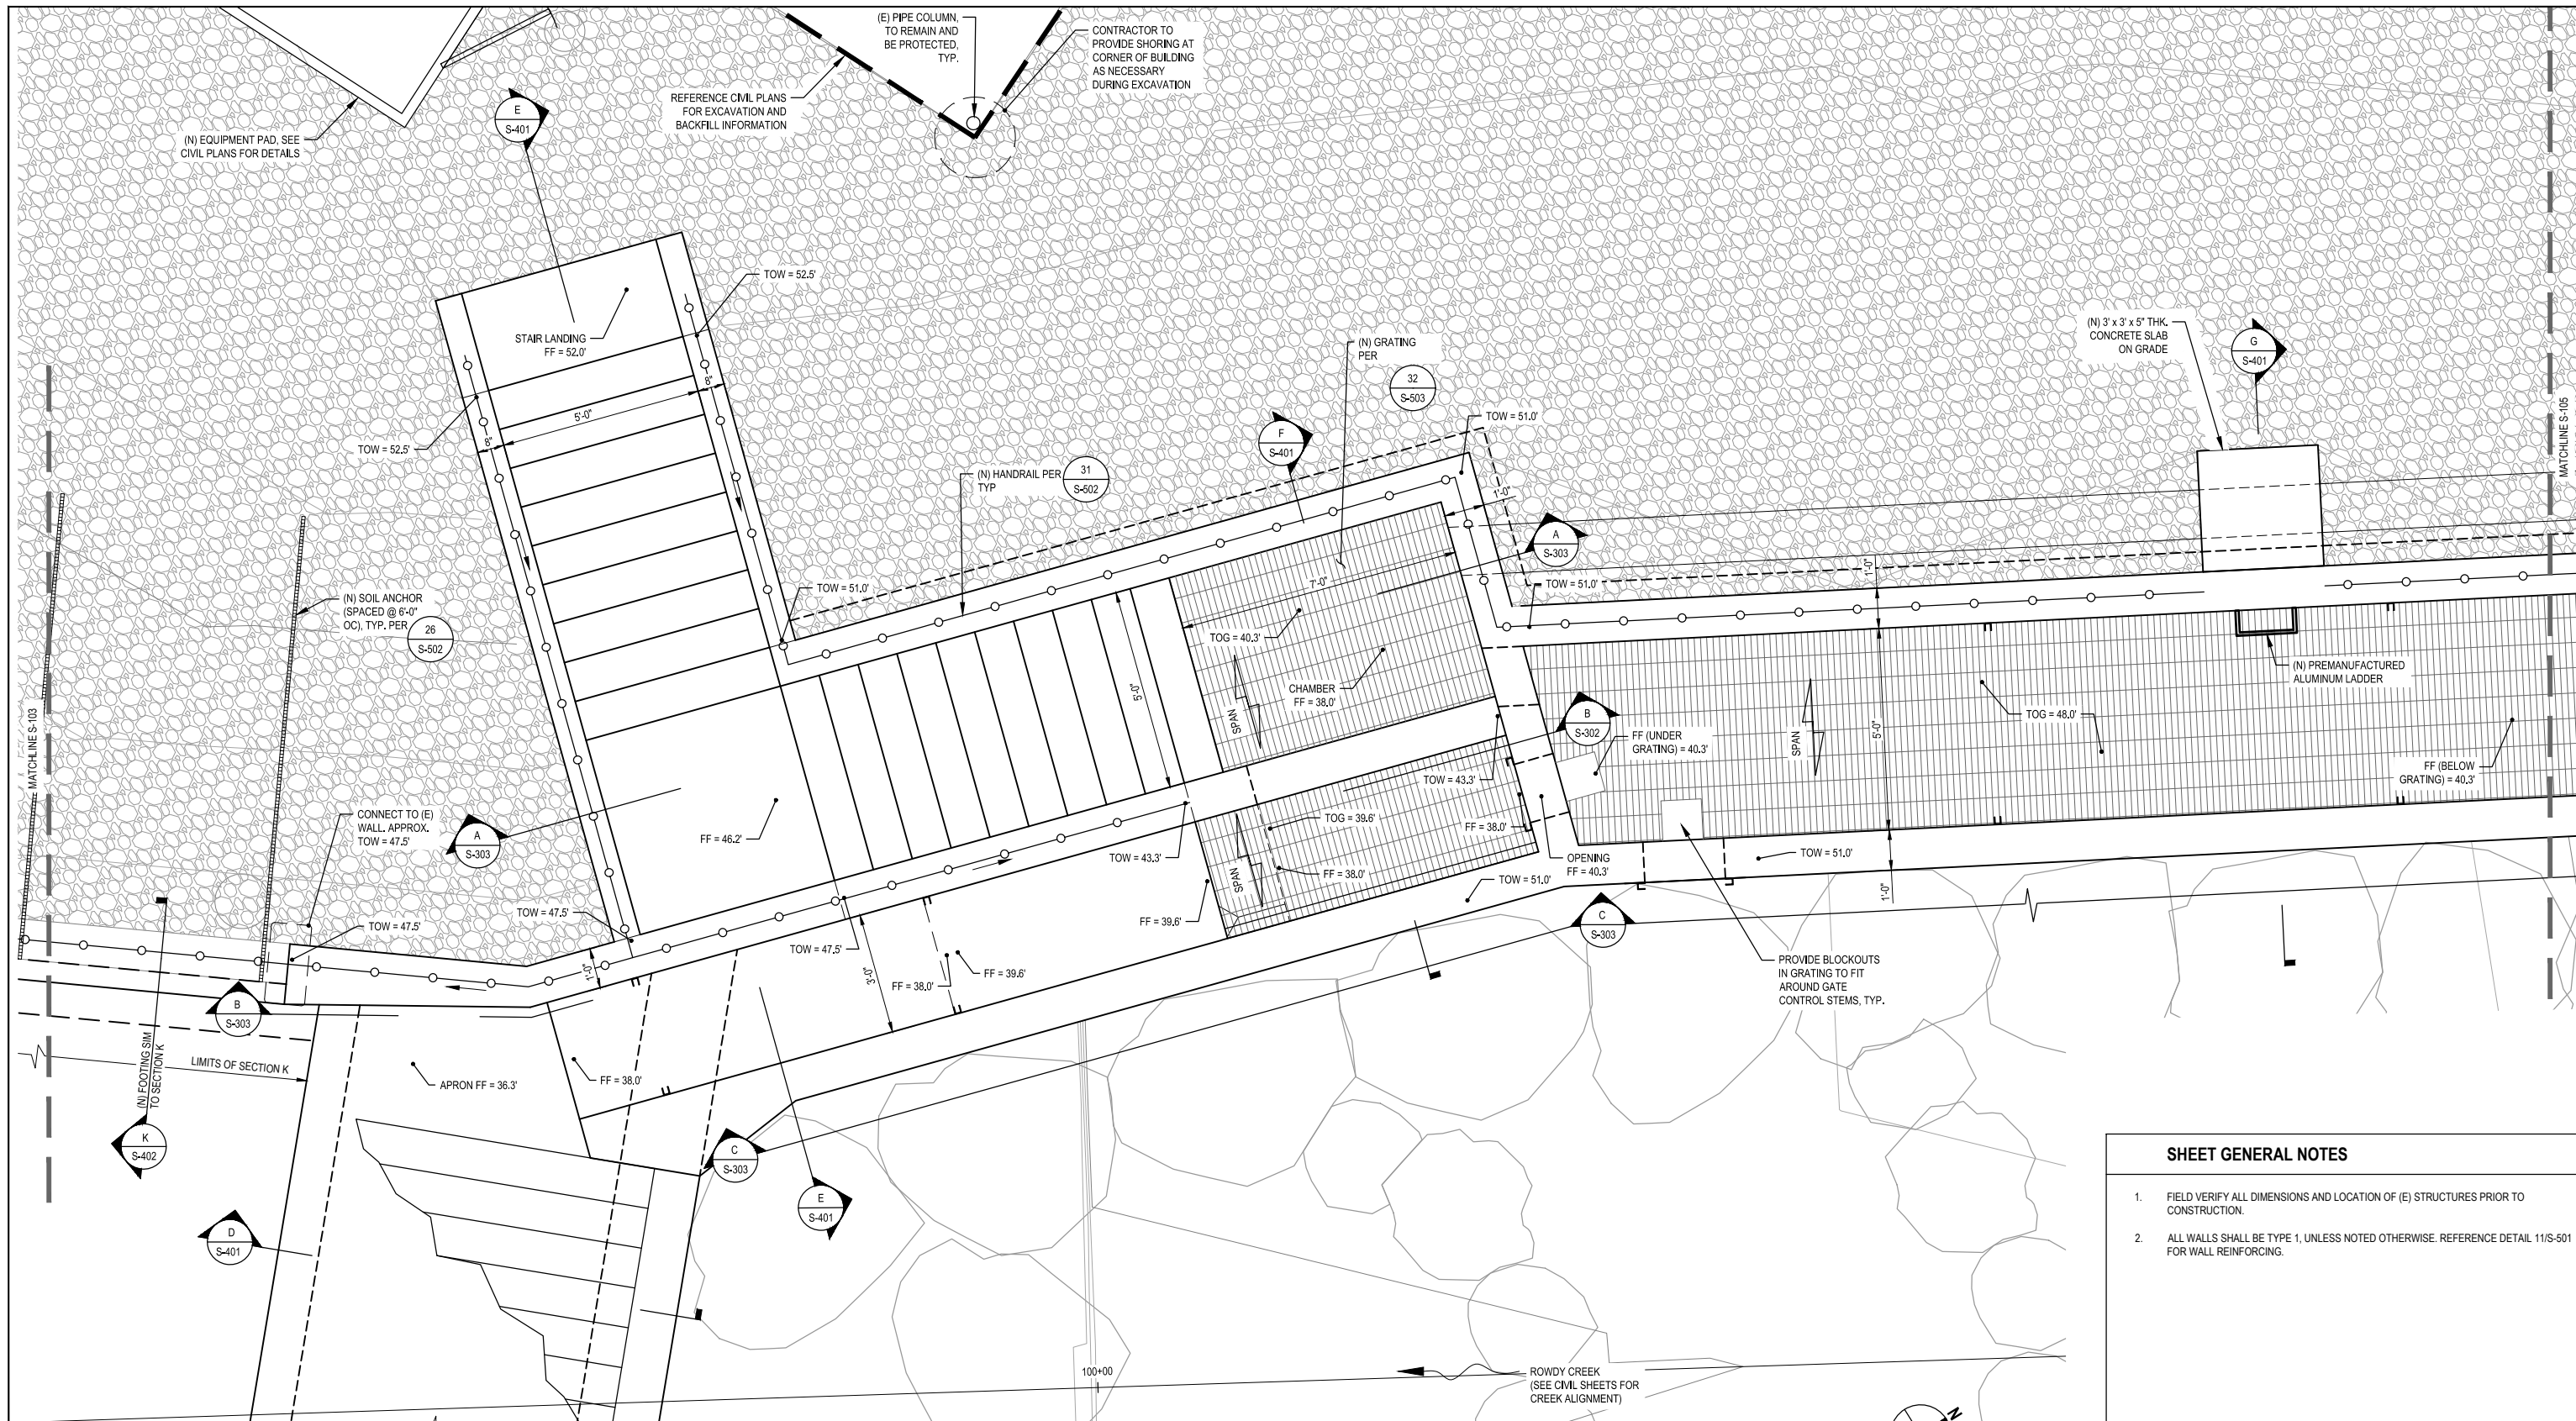 (E) PIPE COLUMN,
TO REMAIN AND
BE PROTECTED,
TYP.
CONTRACTOR TO
PROVIDE SHORING AT
CORNER OF BUILDING
AS NECESSARY
DURING EXCAVATION
REFERENCE CIVIL PLANS
FOR EXCAVATION AND
BACKFILL INFORMATION
E
S-401
(N) EQUIPMENT PAD, SEE
CIVIL PLANS FOR DETAILS
TOW = 52.5'
STAIR LANDING
FF = 52.0'
8"
5'-0"
8"
TOW = 52.5'
(N) GRATING
PER
32
S-503
(N) 3' x 3' x 5" THK.
CONCRETE SLAB
ON GRADE
G
S-401
MATCHLINE S-105
TOW = 51.0'
F
S-401
(N) HANDRAIL PER
TYP
31
S-502
1'-0"
A
S-303
7'-0"
TOW = 51.0'
TOW = 51.0'
1'-0"
(N) SOIL ANCHOR
(SPACED @ 6'-0"
OC), TYP. PER
26
S-502
TOG = 40.3'
5'-0"
CHAMBER
FF = 38.0'
SPAN
(N) PREMANUFACTURED
ALUMINUM LADDER
MATCHLINE S-103
B
S-302
FF (UNDER
GRATING) = 40.3'
SPAN
TOG = 48.0'
5'-0"
FF (BELOW
GRATING) = 40.3'
TOW = 43.3'
CONNECT TO (E)
WALL. APPROX.
TOW = 47.5'
A
S-303
FF = 46.2'
TOG = 39.6'
FF = 38.0'
TOW = 43.3'
OPENING
FF = 40.3'
TOW = 51.0'
SPAN
FF = 38.0'
TOW = 51.0'
1'-0"
FF = 39.6'
C
S-303
TOW = 47.5'
TOW = 47.5'
TOW = 47.5'
1'-0"
3'-0"
FF = 39.6'
FF = 38.0'
PROVIDE BLOCKOUTS
IN GRATING TO FIT
AROUND GATE
CONTROL STEMS, TYP.
B
S-303
(N) FOOTING SIM
TO SECTION K
LIMITS OF SECTION K
APRON FF = 36.3'
FF = 38.0'
K
S-402
C
S-303
E
S-401
D
S-401
SHEET GENERAL NOTES
1. FIELD VERIFY ALL DIMENSIONS AND LOCATION OF (E) STRUCTURES PRIOR TO
CONSTRUCTION.
2. ALL WALLS SHALL BE TYPE 1, UNLESS NOTED OTHERWISE. REFERENCE DETAIL 11/S-501
FOR WALL REINFORCING.
100+00
ROWDY CREEK
(SEE CIVIL SHEETS FOR
CREEK ALIGNMENT)
N